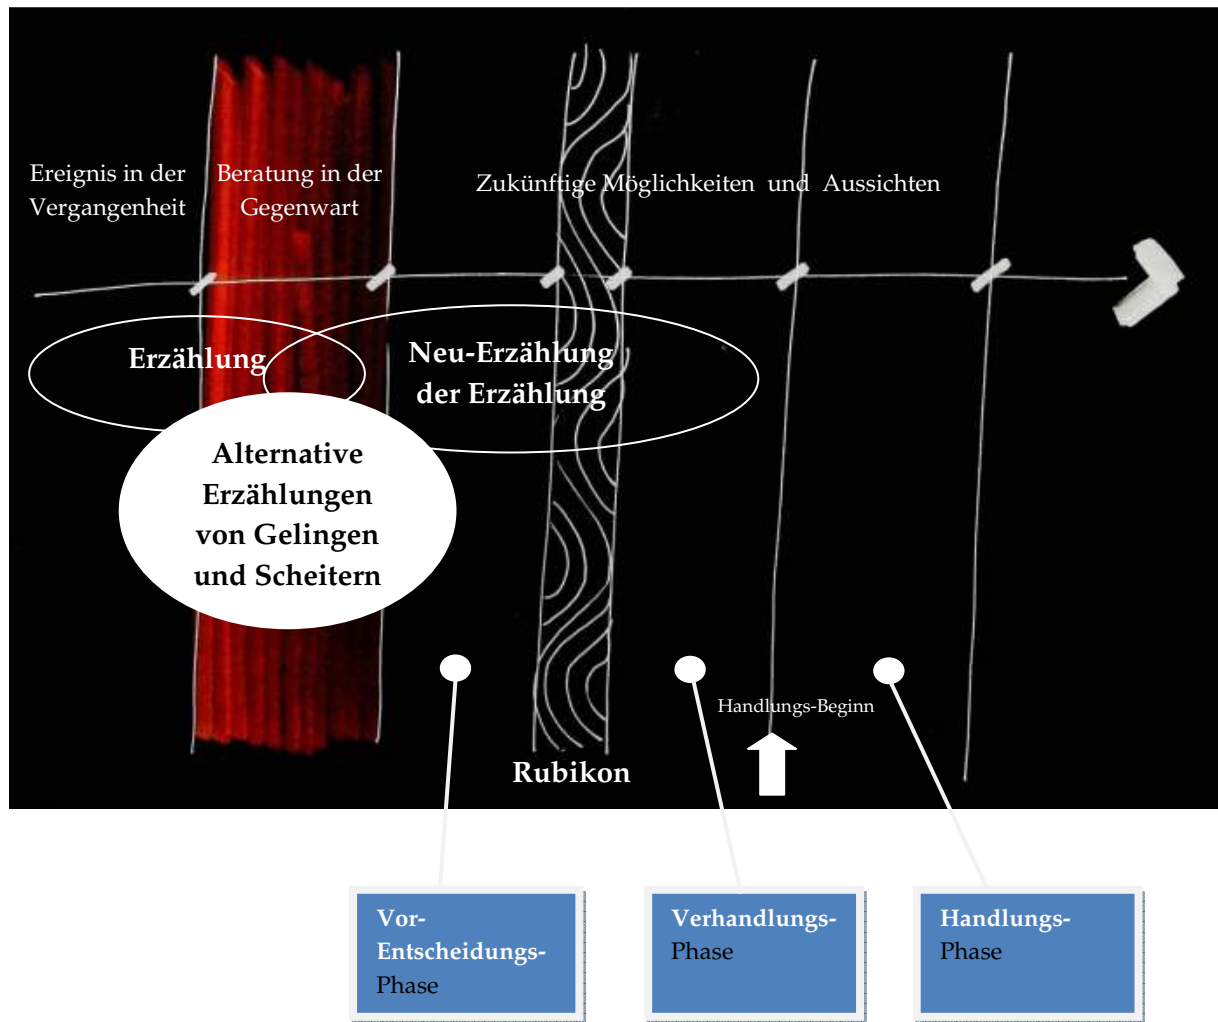 Ereignis in der
Vergangenheit
Beratung in der
Gegenwart
Zukünftige Möglichkeiten und Aussichten
Erzählung
Neu-Erzählung
der Erzählung
Alternative
Erzählungen
von Gelingen
und Scheitern
Handlungs-Beginn
Rubikon
Vor-
Entscheidungs-
Phase
Verhandlungs-
Phase
Handlungs-
Phase